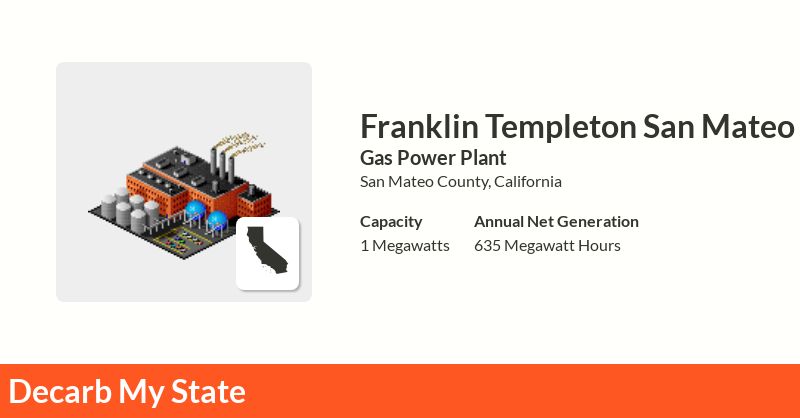 Franklin Templeton San Mateo
Gas Power Plant
San Mateo County, California
Capacity Annual Net Generation
1 Megawatts 635 Megawatt Hours
Decarb My State